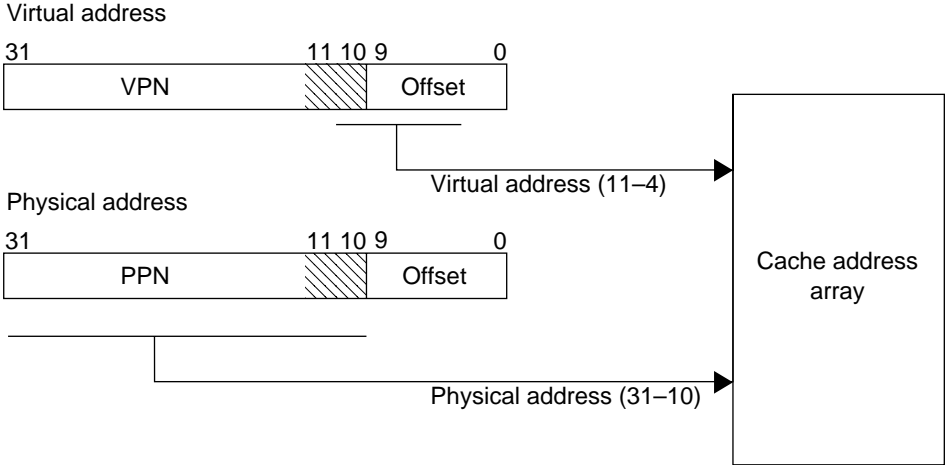 Virtual address
31 11 10 9 0
VPN Offset
Virtual address (11–4)
Physical address
31 11 10 9 0
PPN Offset
Physical address (31–10)
Cache address
array